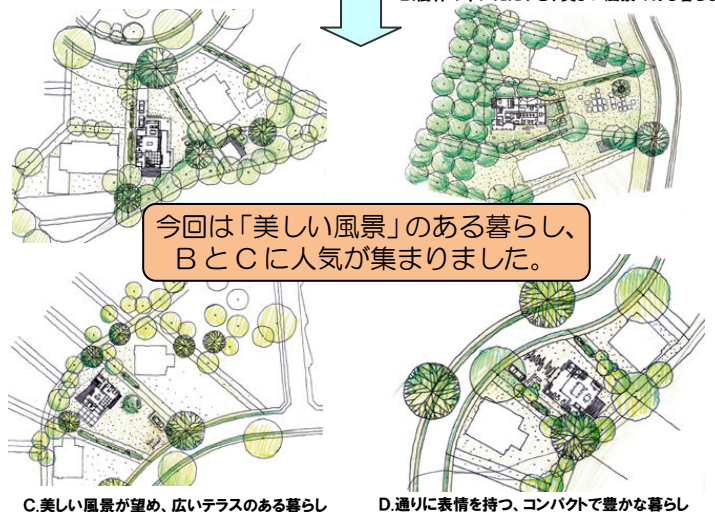 今回は「美しい風景」のある暮らし、
BとCに人気が集まりました。
C.美しい風景が望め、広いテラスのある暮らし
D.通りに表情を持つ、コンパクトで豊かな暮らし